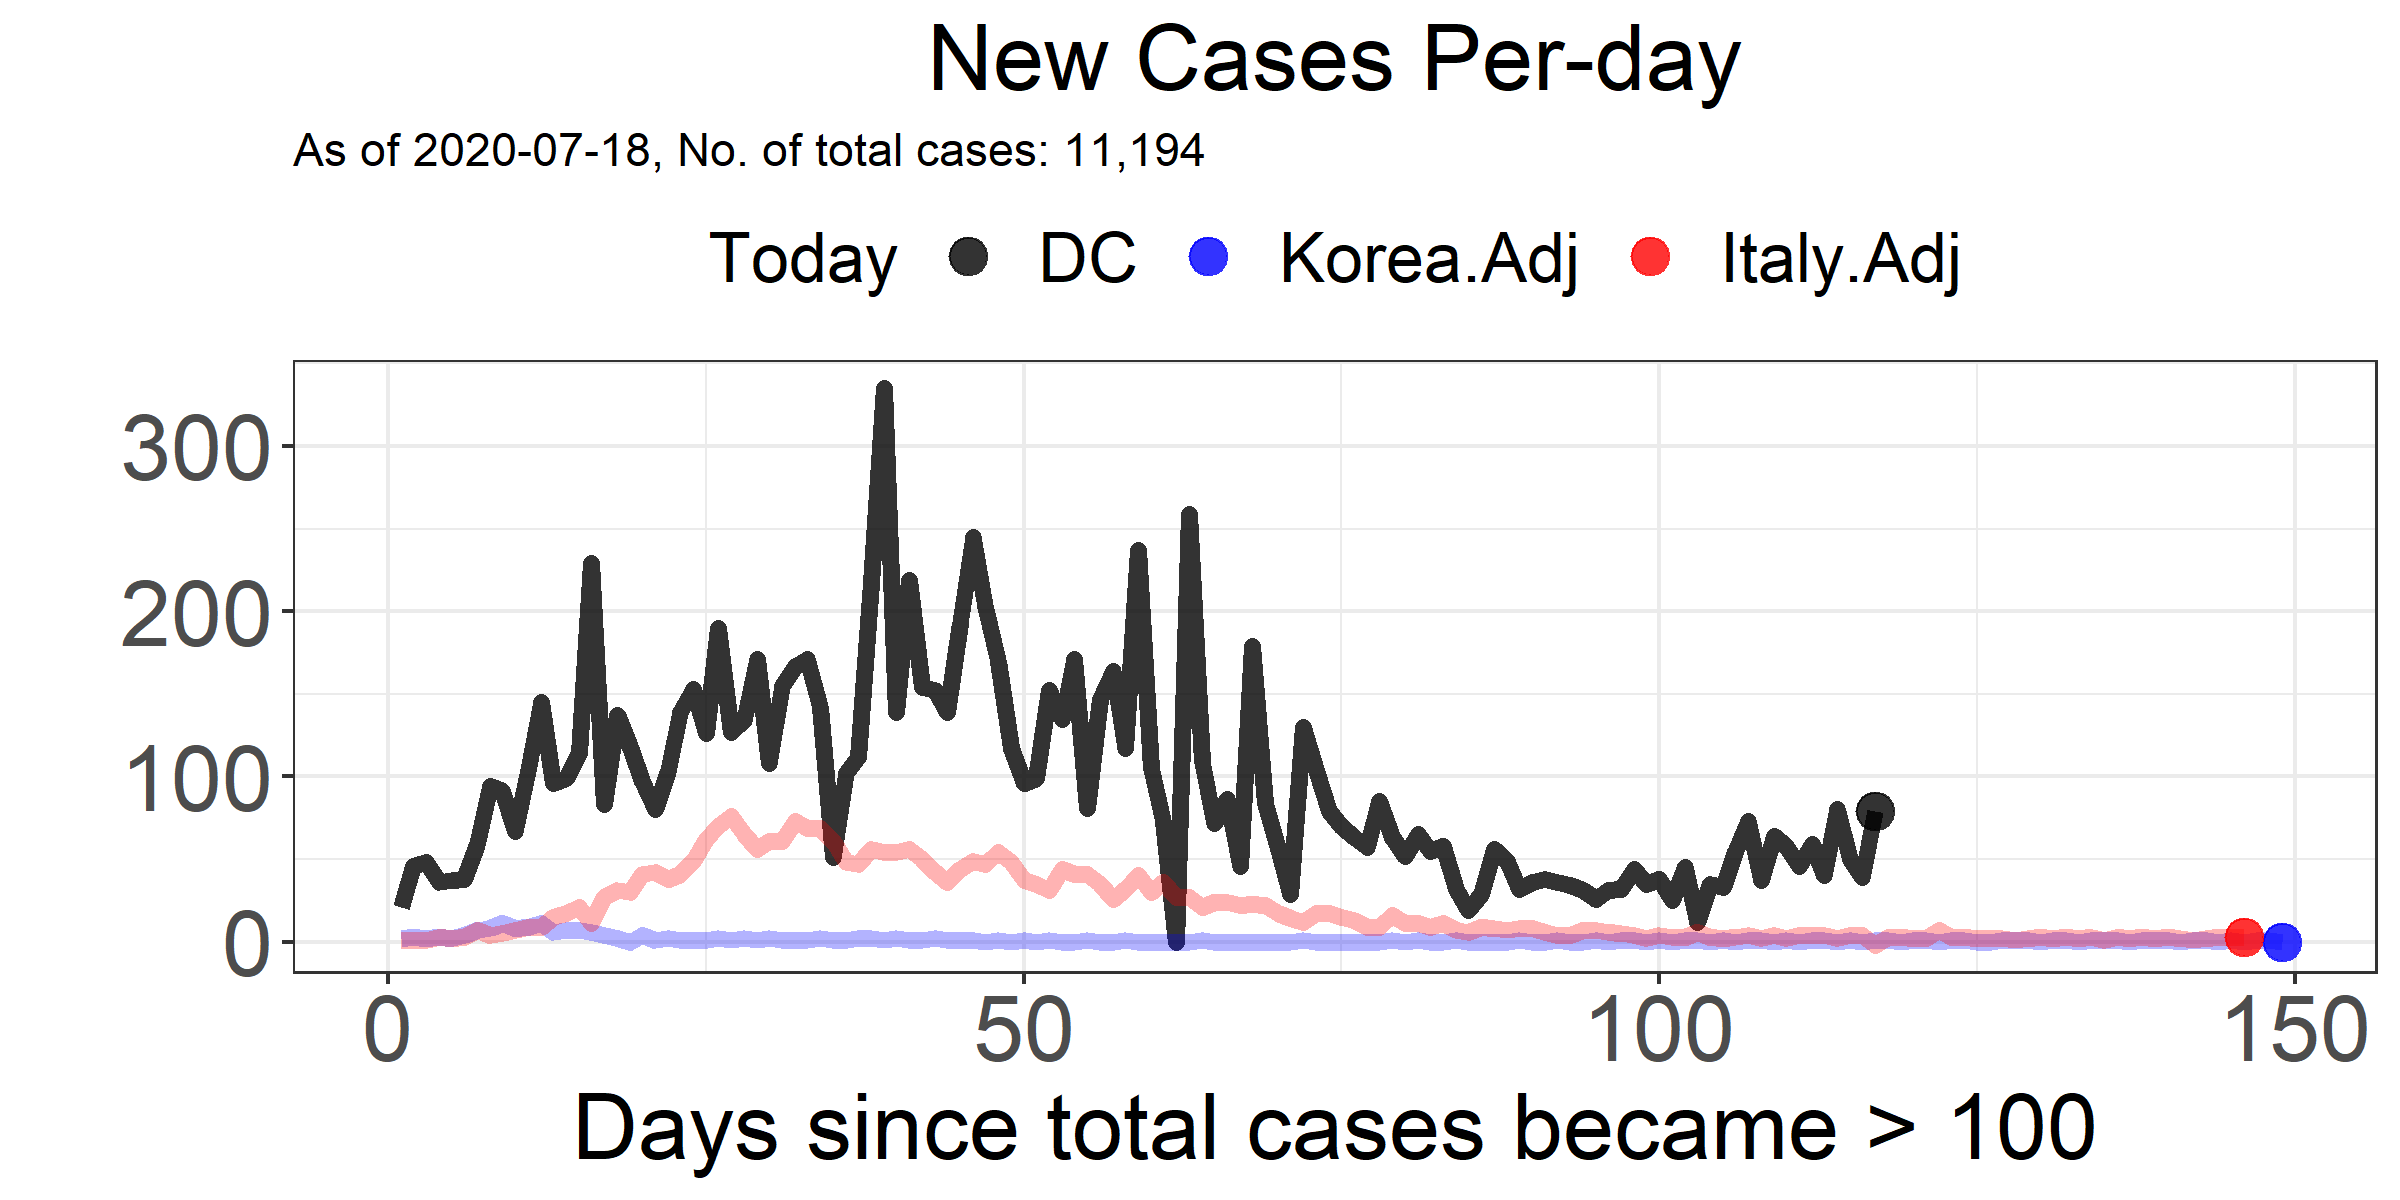 New Cases Per-day
As of 2020-07-18, No. of total cases: 11,194
Today DC Korea.Adj Italy.Adj
300
200
100
0
0 50 100 150
Days since total cases became > 100